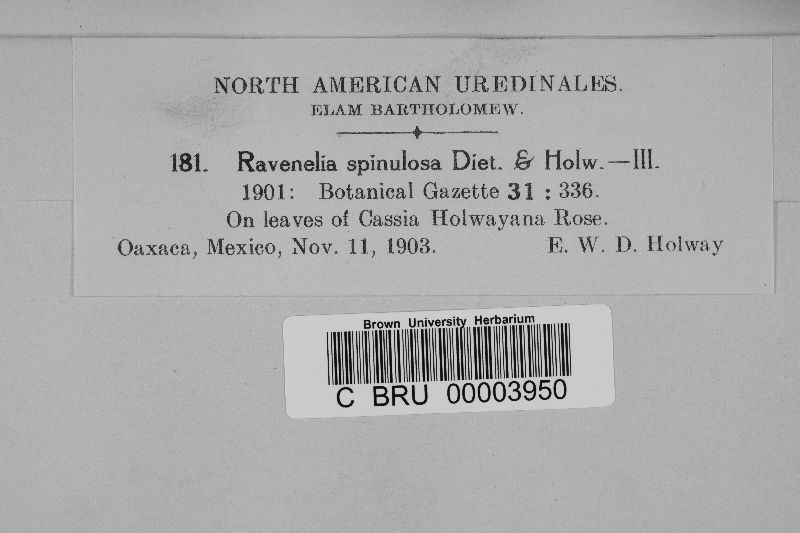 NORTH AMERICAN UREDINALES.
ELAM BARTHOLOMEW.
181. Ravenelia spinulosa Diet. & Holw.—III.
1901: Botanical Gazette 31 : 336.
On leaves of Cassia Holwayana Rose.
Oaxaca, Mexico, Nov. 11, 1903. E. W. D. Holway
Brown University Herbarium
C BRU 00003950